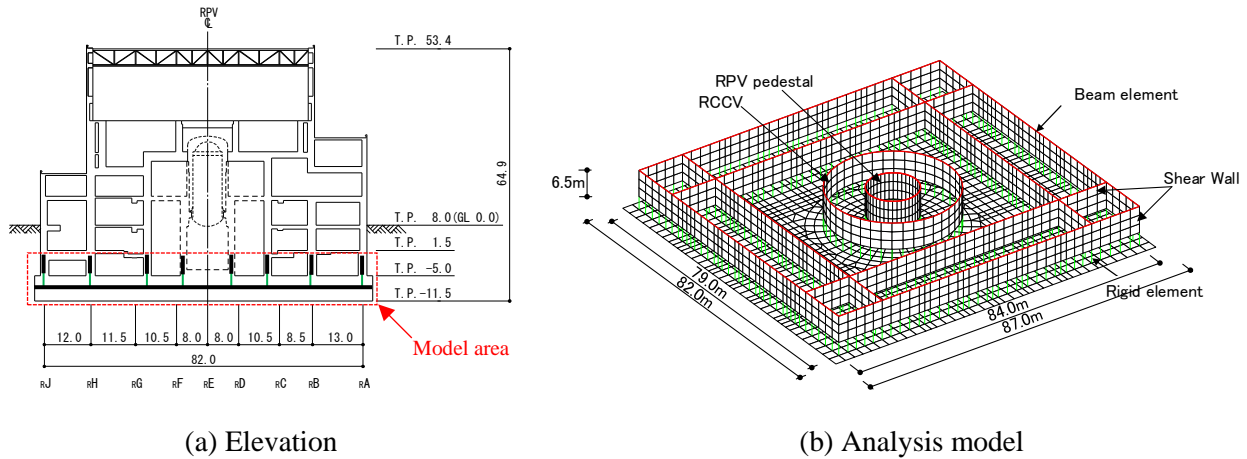 RPV
℄
T.P. 53.4
64.9
T.P. 8.0(GL 0.0)
T.P. 1.5
T.P. -5.0
T.P.-11.5
12.0 11.5 10.5 8.0 8.0 10.5 8.5 13.0
82.0
RJ RH RG RF RE RD RC RB RA
Model area
(a) Elevation
RPV pedestal
RCCV
Beam element
6.5m
Shear Wall
79.0m
82.0m
Rigid element
84.0m
87.0m
(b) Analysis model